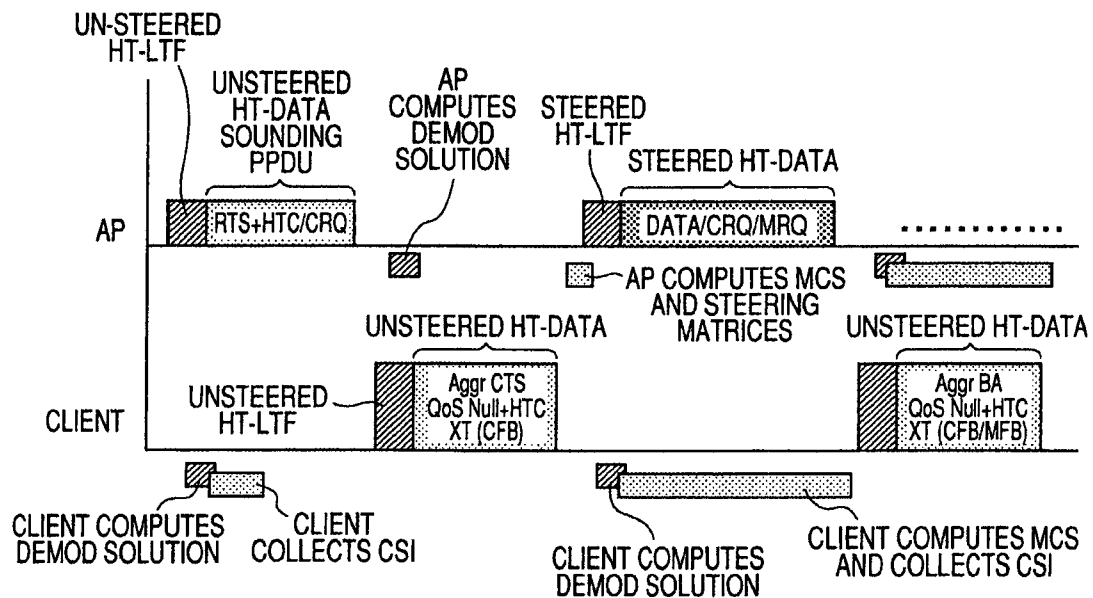 UN-STEERED
HT-LTF
UNSTEERED
HT-DATA
SOUNDING
PPDU
AP
COMPUTES
DEMOD
SOLUTION
STEERED
HT-LTF
STEERED HT-DATA
AP
RTS+HTC/CRQ
DATA/CRQ/MRQ
AP COMPUTES MCS
AND STEERING
MATRICES
UNSTEERED HT-DATA
UNSTEERED HT-DATA
CLIENT
UNSTEERED
HT-LTF
Aggr CTS
QoS Null+HTC
XT (CFB)
Aggr BA
QoS Null+HTC
XT (CFB/MFB)
CLIENT COMPUTES
DEMOD SOLUTION
CLIENT
COLLECTS CSI
CLIENT COMPUTES
DEMOD SOLUTION
CLIENT COMPUTES MCS
AND COLLECTS CSI